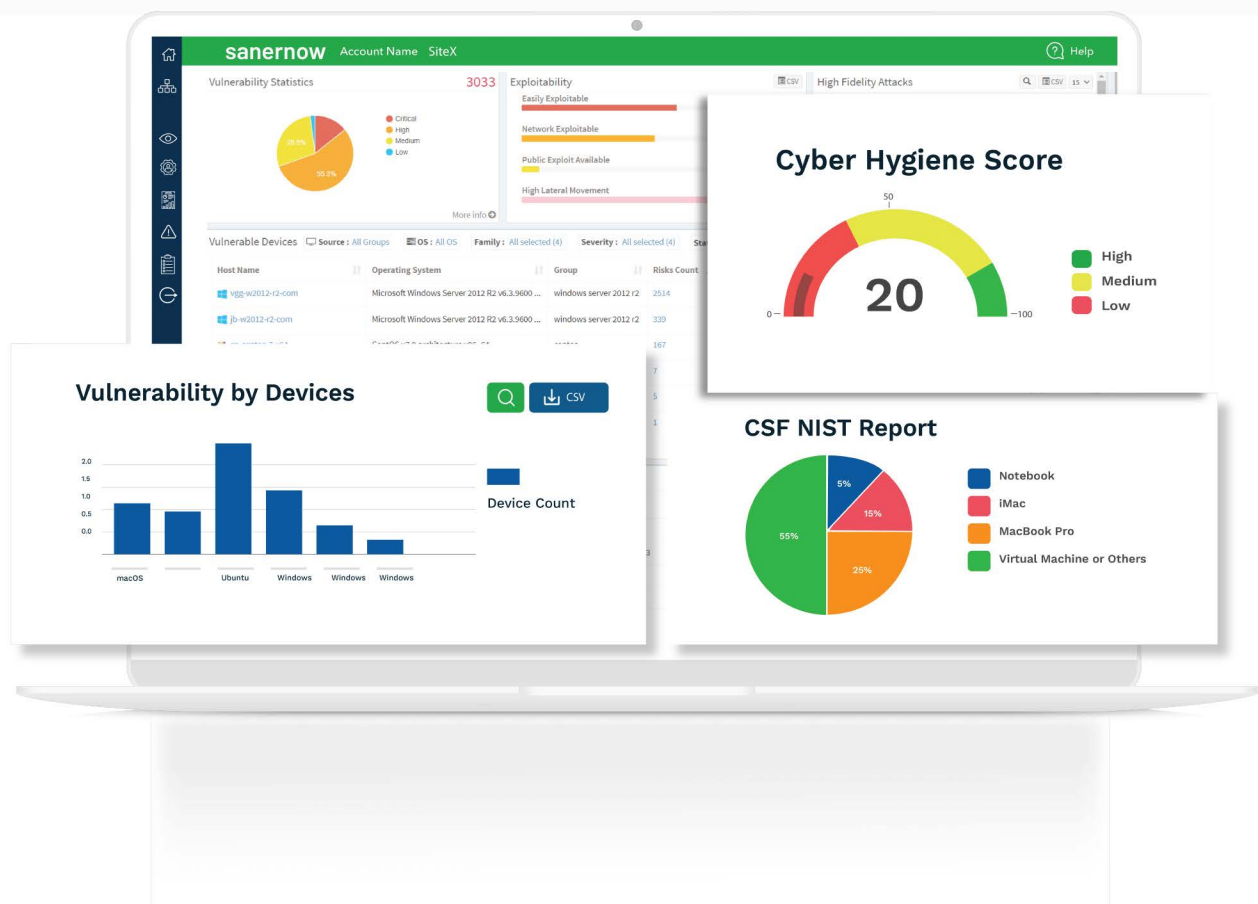 sanernow Account Name SiteX
Help
Vulnerability Statistics 3033
Critical
High
Medium
Low
55.3%
More info
Exploitability CSV
Easily Exploitable
Network Exploitable
Public Exploit Available
High Lateral Movement
High Fidelity Attacks CSV 15
Vulnerable Devices Source : All Groups OS : All OS Family : All selected (4) Severity : All selected (4)
Host Name Operating System Group Risks Count
vgg-w2012-r2-com Microsoft Windows Server 2012 R2 v6.3.9600 ... windows server 2012 r2 2514
jb-w2012-r2-com Microsoft Windows Server 2012 R2 v6.3.9600 ... windows server 2012 r2 339
167
7
5
1
3
Cyber Hygiene Score
50
0
20
100
High
Medium
Low
Vulnerability by Devices
CSV
2.0
1.5
1.0
0.5
0.0
Device Count
macOS Ubuntu Windows Windows Windows
CSF NIST Report
5%
15%
55%
25%
Notebook
iMac
MacBook Pro
Virtual Machine or Others